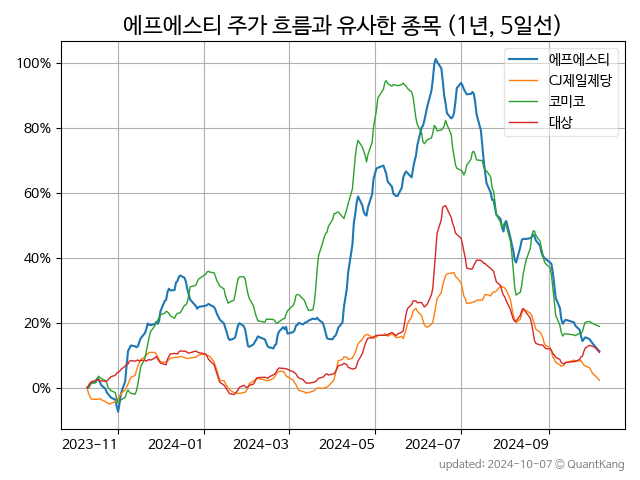 에프에스티 주가 흐름과 유사한 종목 (1년, 5일선)
에프에스티
CJ제일제당
코미코
대상
100%
80%
60%
40%
20%
0%
2023-11
2024-01
2024-03
2024-05
2024-07
2024-09
updated: 2024-10-07 © QuantKang